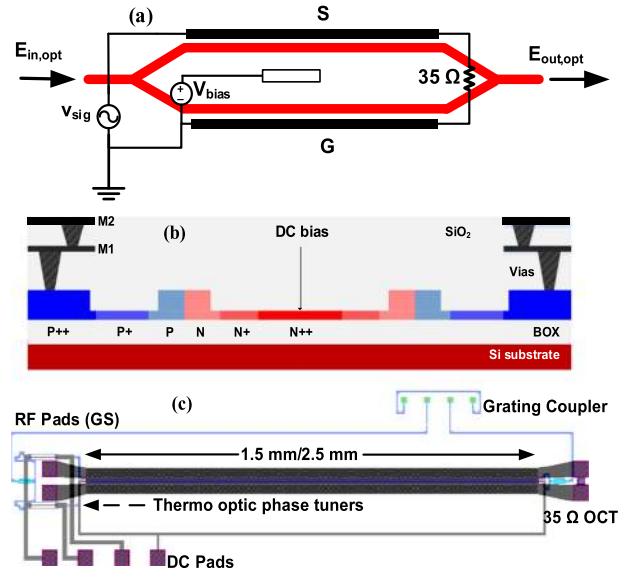 (a)
S
E_in,opt
E_out,opt
35 Ω
V_bias
v_sig
G
M2
(b)
DC bias
SiO₂
M1
Vias
P++ P+ P N N+ N++ BOX
Si substrate
(c)
RF Pads (GS)
Grating Coupler
1.5 mm/2.5 mm
Thermo optic phase tuners
35 Ω OCT
DC Pads